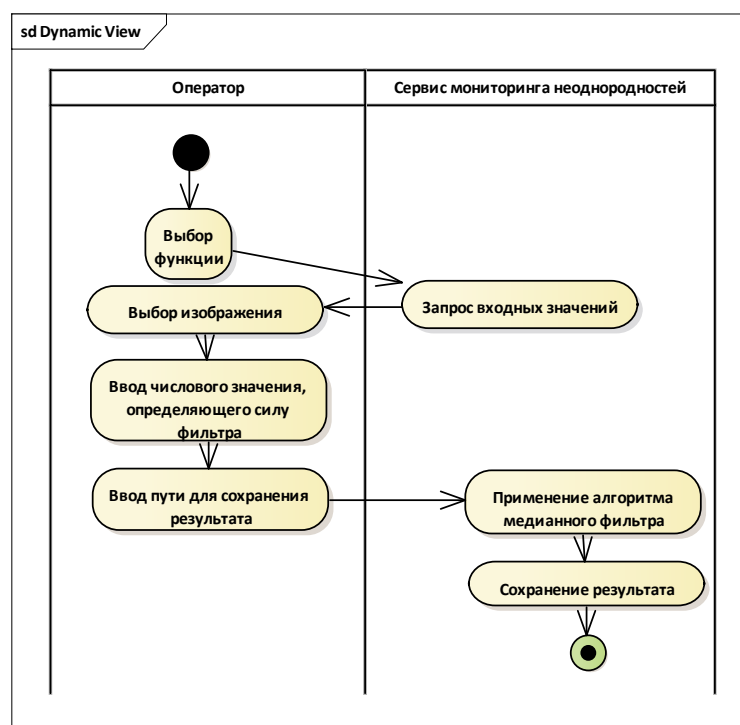 sd Dynamic View
Оператор
Сервис мониторинга неоднородностей
Выбор
функции
Запрос входных значений
Выбор изображения
Ввод числового значения,
определяющего силу
фильтра
Ввод пути для сохранения
результата
Применение алгоритма
медианного фильтра
Сохранение результата